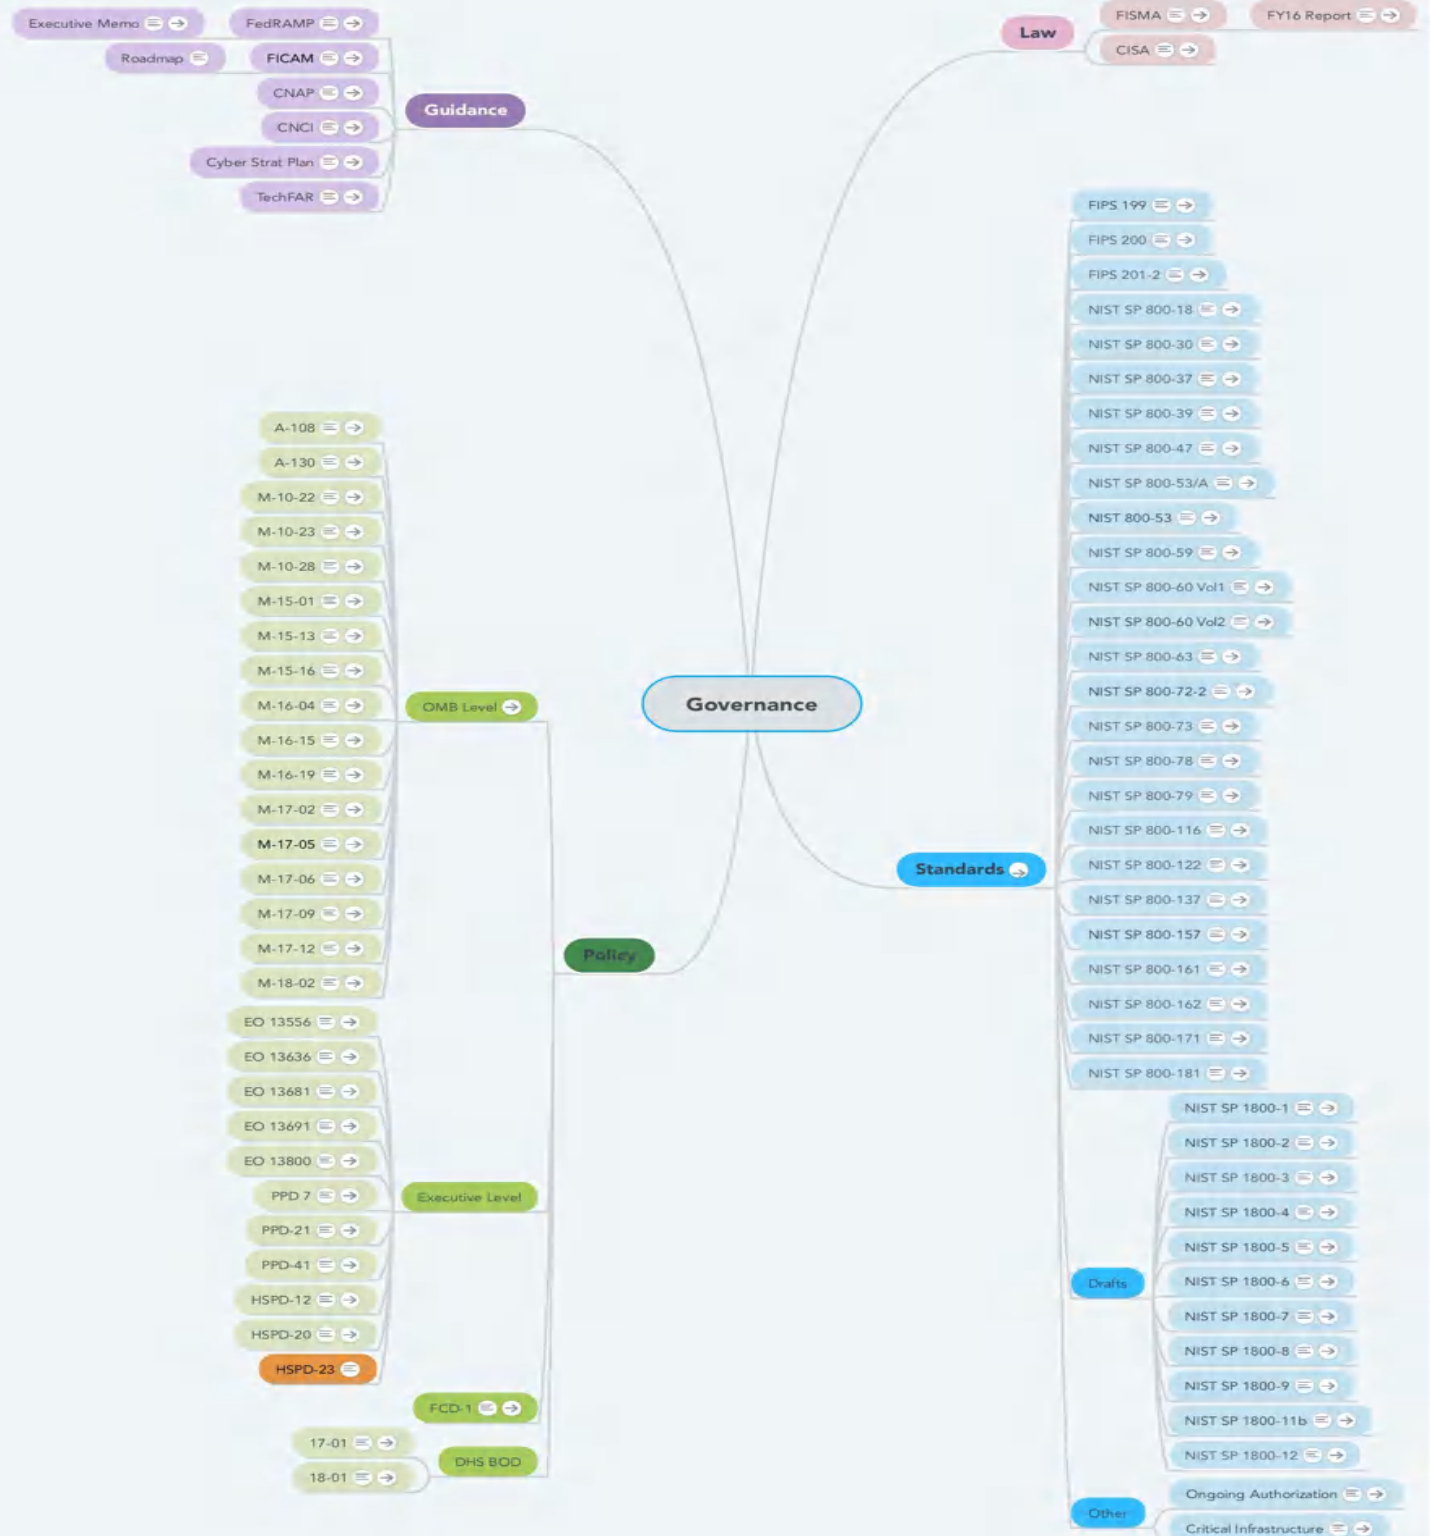 Governance
Guidance
FedRAMP
Executive Memo
FICAM
Roadmap
CNAP
CNCI
Cyber Strat Plan
TechFAR
Law
FISMA
FY16 Report
CISA
Policy
OMB Level
A-108
A-130
M-10-22
M-10-23
M-10-28
M-15-01
M-15-13
M-15-16
M-16-04
M-16-15
M-16-19
M-17-02
M-17-05
M-17-06
M-17-09
M-17-12
M-18-02
Executive Level
EO 13556
EO 13636
EO 13681
EO 13691
EO 13800
PPD 7
PPD-21
PPD-41
HSPD-12
HSPD-20
HSPD-23
FCD-1
DHS BOD
17-01
18-01
Standards
FIPS 199
FIPS 200
FIPS 201-2
NIST SP 800-18
NIST SP 800-30
NIST SP 800-37
NIST SP 800-39
NIST SP 800-47
NIST SP 800-53/A
NIST 800-53
NIST SP 800-59
NIST SP 800-60 Vol1
NIST SP 800-60 Vol2
NIST SP 800-63
NIST SP 800-72-2
NIST SP 800-73
NIST SP 800-78
NIST SP 800-79
NIST SP 800-116
NIST SP 800-122
NIST SP 800-137
NIST SP 800-157
NIST SP 800-161
NIST SP 800-162
NIST SP 800-171
NIST SP 800-181
Drafts
NIST SP 1800-1
NIST SP 1800-2
NIST SP 1800-3
NIST SP 1800-4
NIST SP 1800-5
NIST SP 1800-6
NIST SP 1800-7
NIST SP 1800-8
NIST SP 1800-9
NIST SP 1800-11b
NIST SP 1800-12
Other
Ongoing Authorization
Critical Infrastructure